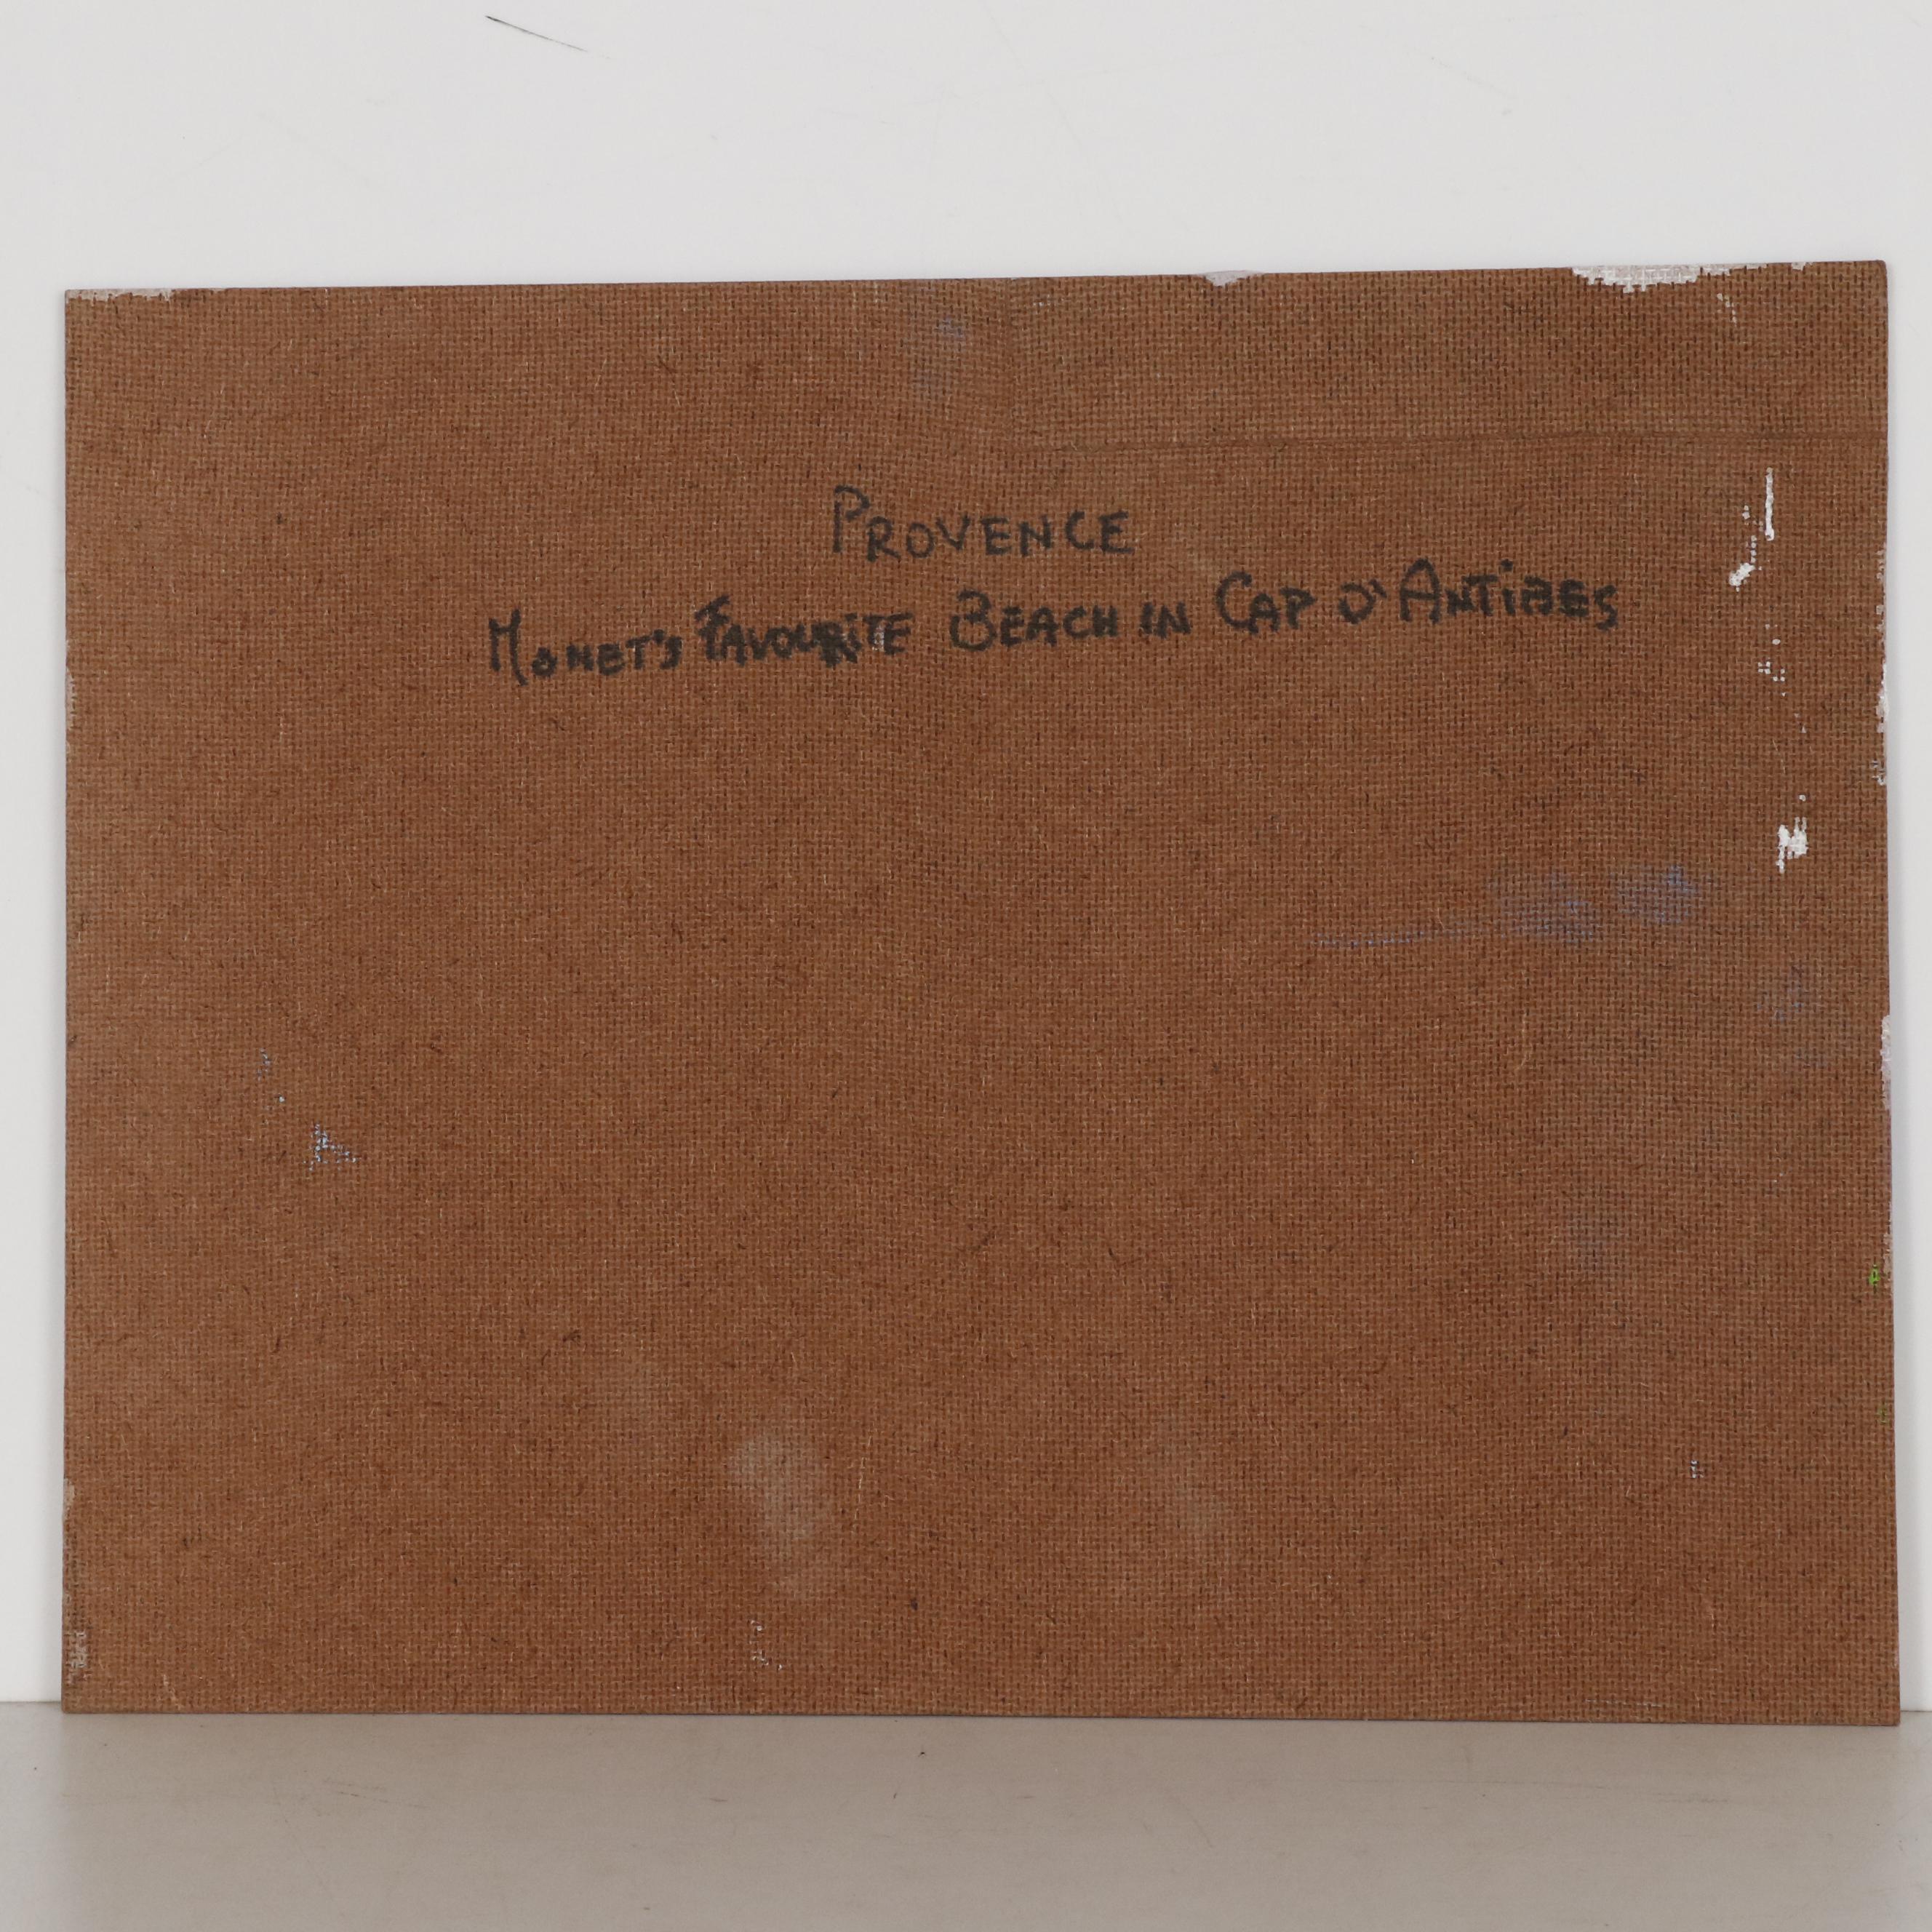 PROVENCE
MONET'S FAVOURITE BEACH IN CAP D'ANTIBES